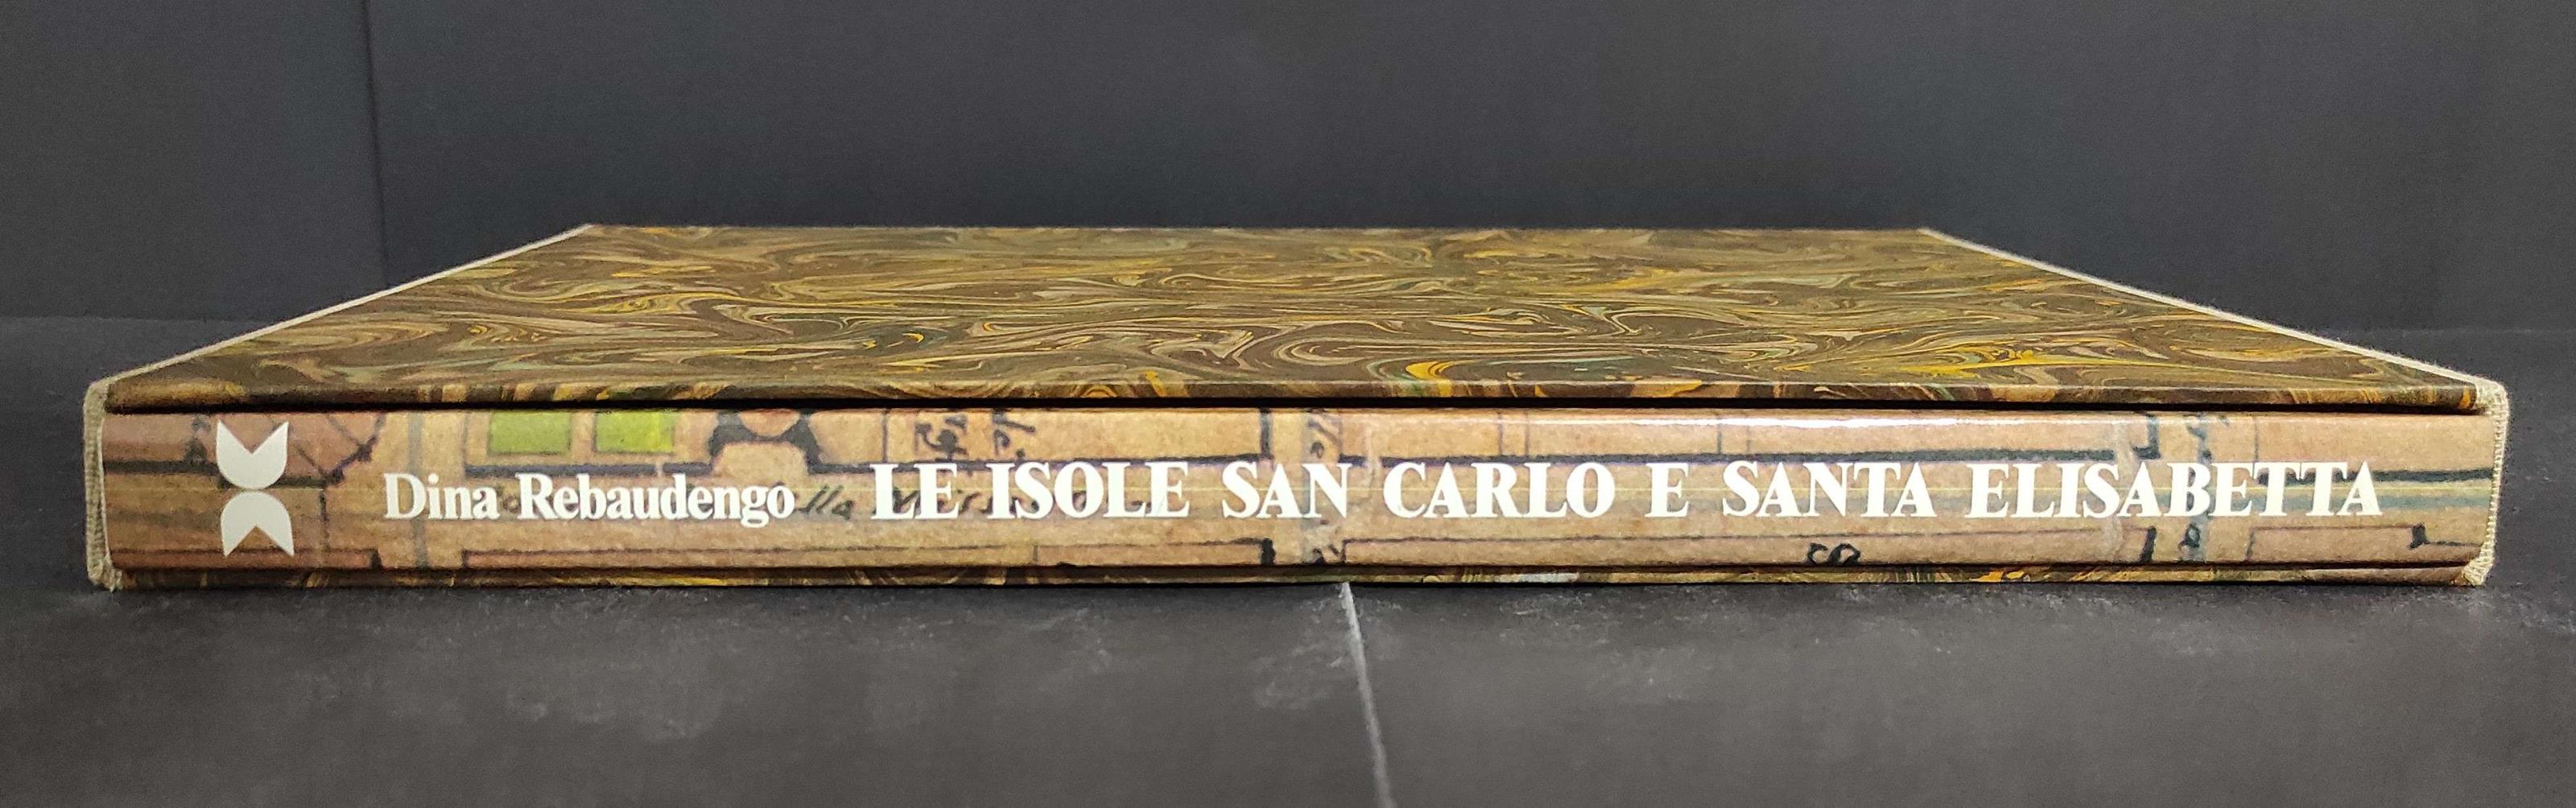 Dina Rebaudengo LE ISOLE SAN CARLO E SANTA ELISABETTA